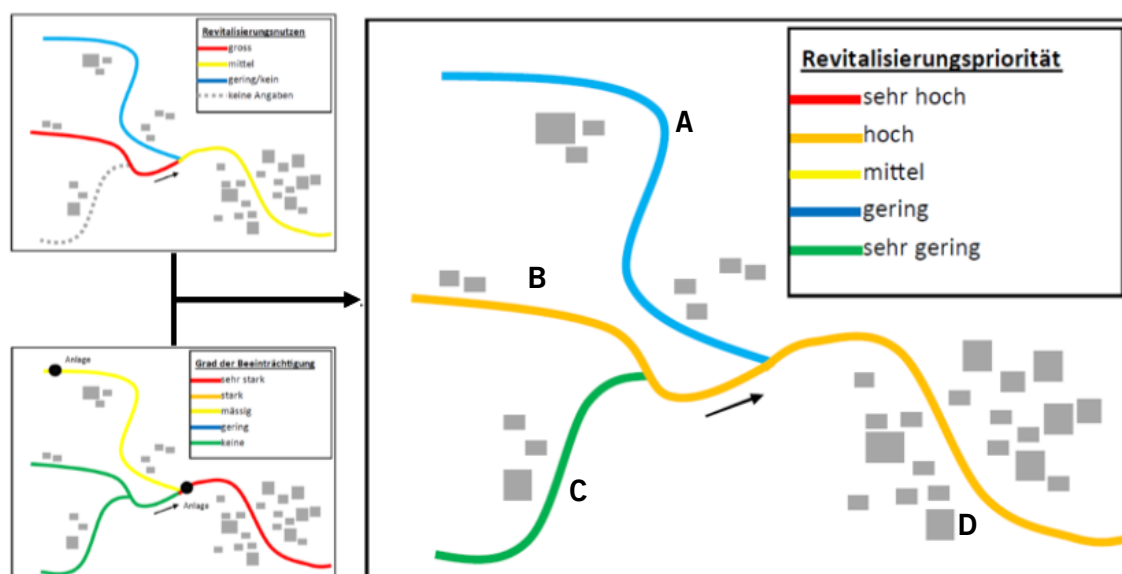 Revitalisierungsnutzen
gross
mittel
gering/kein
keine Angaben
Grad der Beeinträchtigung
sehr stark
stark
mässig
gering
keine
Anlage
Anlage
Revitalisierungspriorität
sehr hoch
hoch
mittel
gering
sehr gering
A
B
C
D